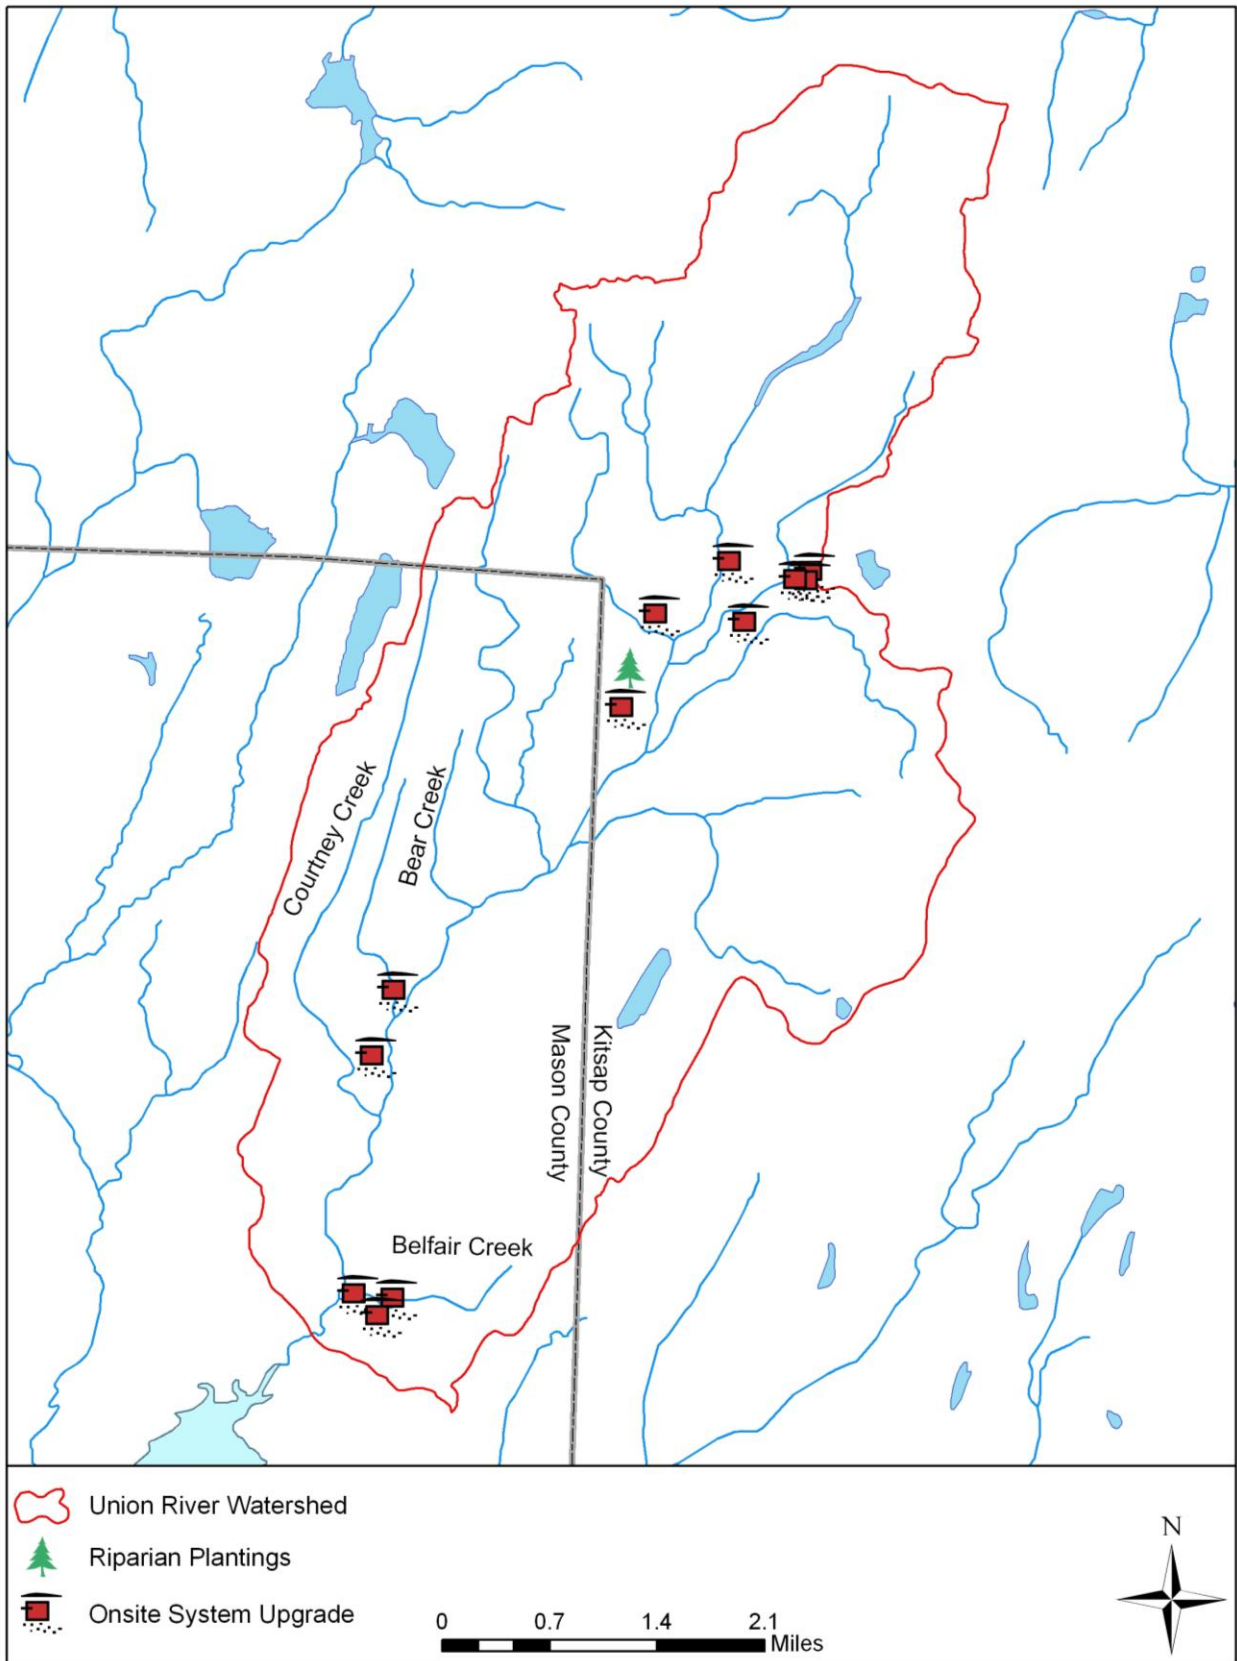 Courtney Creek
Bear Creek
Mason County
Kitsap County
Belfair Creek
Union River Watershed
Riparian Plantings
Onsite System Upgrade
0 0.7 1.4 2.1
Miles
N